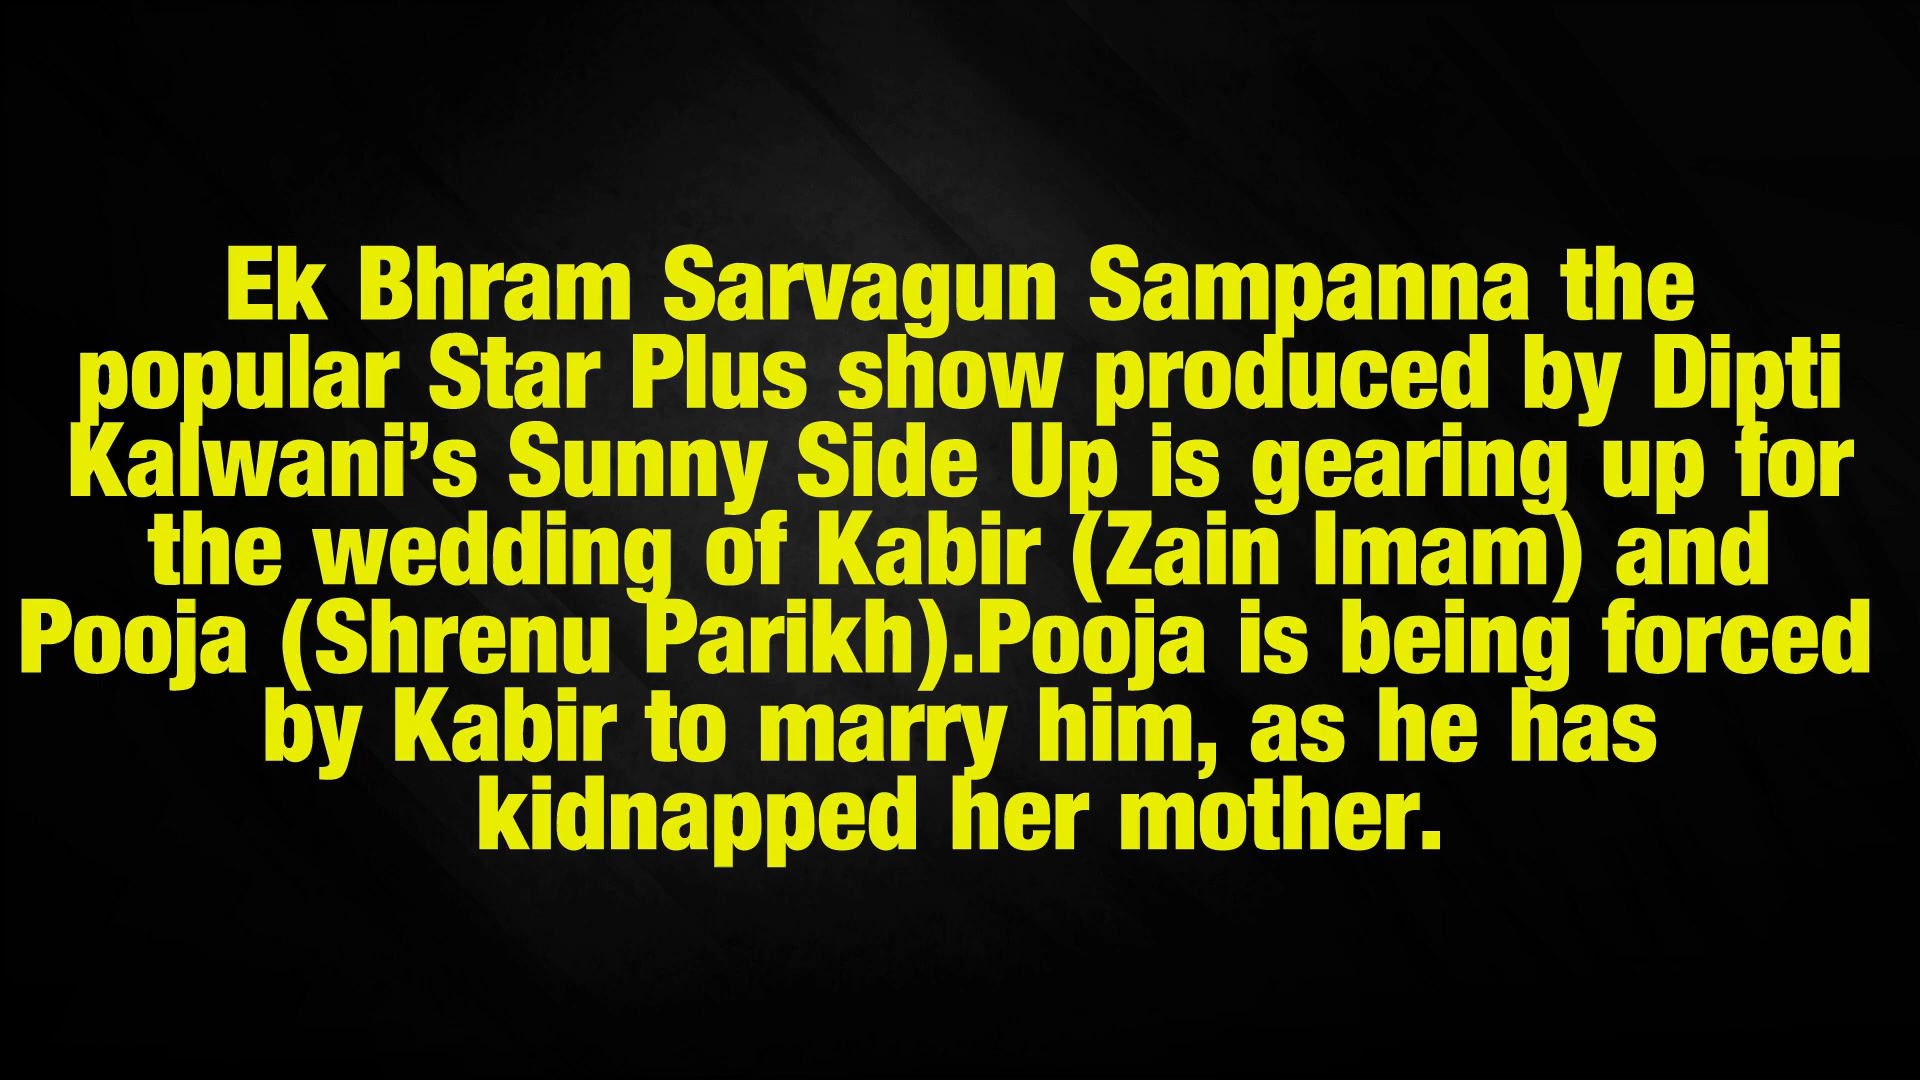 Ek Bhram Sarvagun Sampanna the
popular Star Plus show produced by Dipti
Kalwani’s Sunny Side Up is gearing up for
the wedding of Kabir (Zain Imam) and
Pooja (Shrenu Parikh).Pooja is being forced
by Kabir to marry him, as he has
kidnapped her mother.